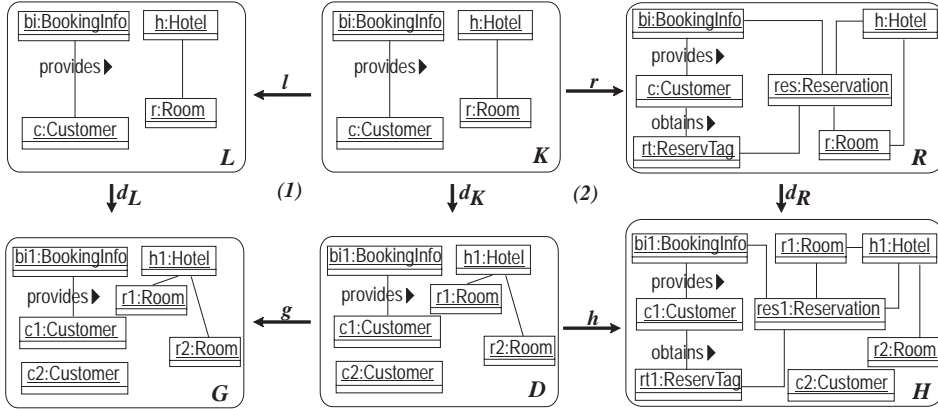 bi:BookingInfo h:Hotel
provides
r:Room
c:Customer
L
l
bi:BookingInfo h:Hotel
provides
r:Room
c:Customer
K
r
bi:BookingInfo h:Hotel
provides
c:Customer res:Reservation
obtains
rt:ReservTag r:Room
R
dL (1) dK (2) dR
bi1:BookingInfo h1:Hotel
provides r1:Room
c1:Customer
r2:Room
c2:Customer
G
g
bi1:BookingInfo h1:Hotel
provides r1:Room
c1:Customer
r2:Room
c2:Customer
D
h
bi1:BookingInfo r1:Room h1:Hotel
provides
c1:Customer res1:Reservation
obtains
r2:Room
rt1:ReservTag c2:Customer
H